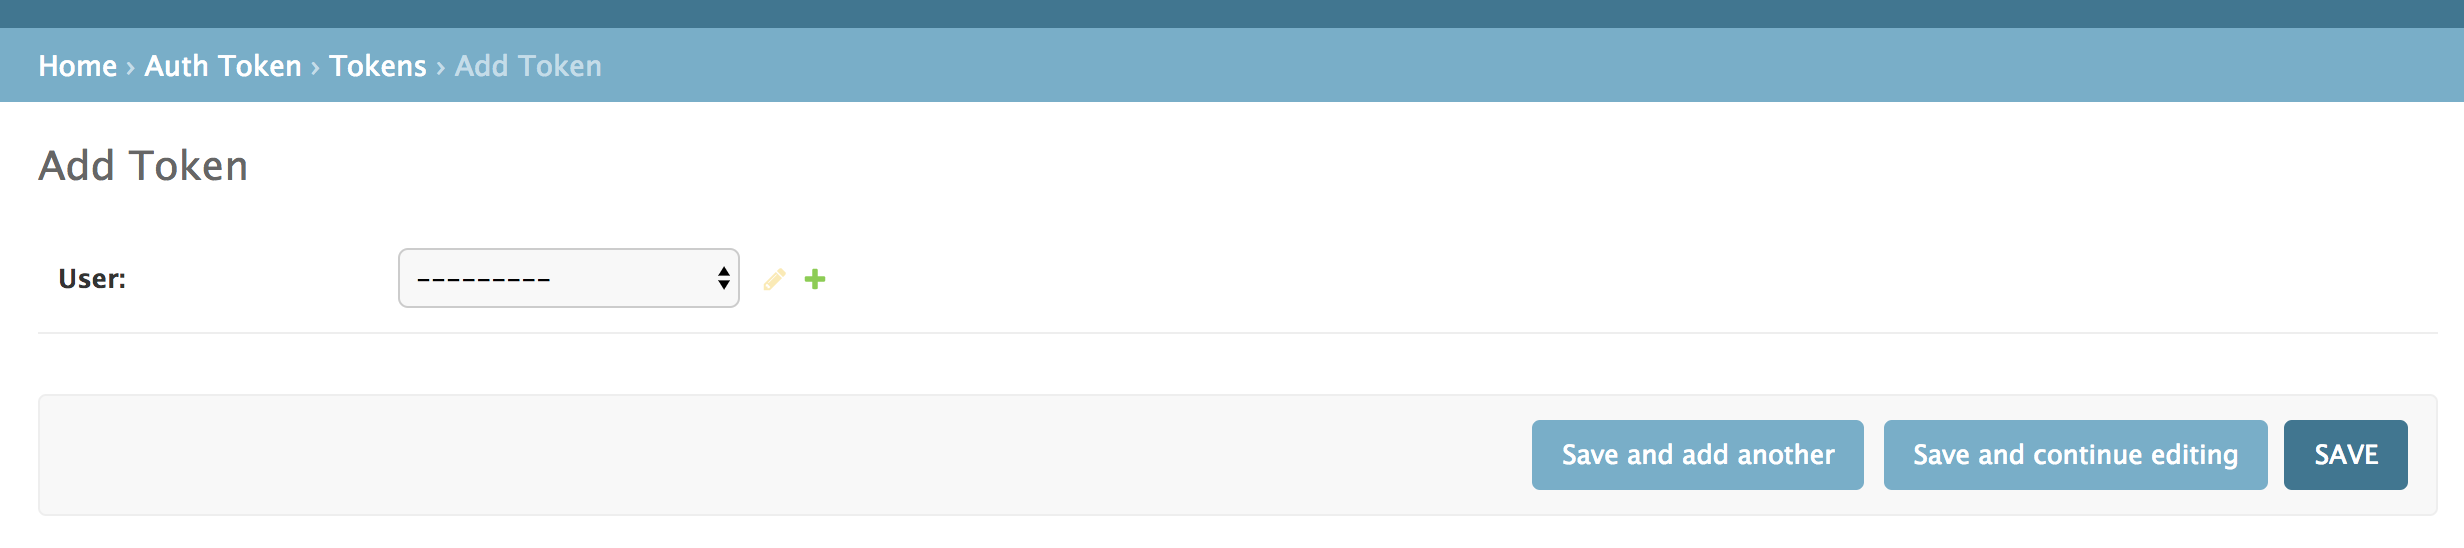 Home › Auth Token › Tokens › Add Token
Add Token
User: ---------
Save and add another Save and continue editing SAVE